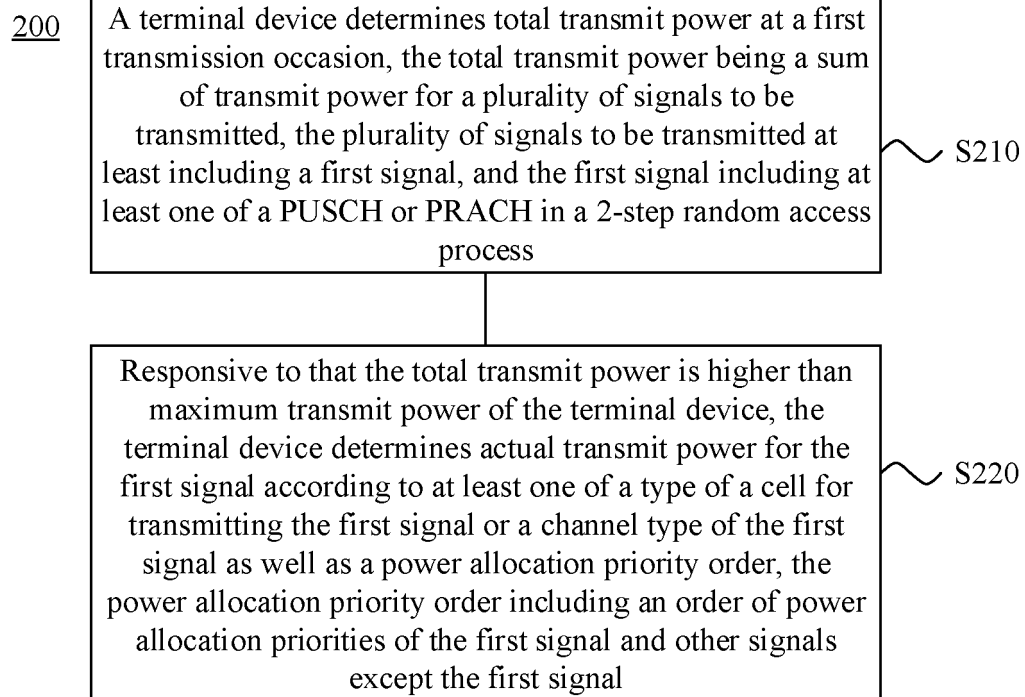 200
A terminal device determines total transmit power at a first
transmission occasion, the total transmit power being a sum
of transmit power for a plurality of signals to be
transmitted, the plurality of signals to be transmitted at
least including a first signal, and the first signal including at
least one of a PUSCH or PRACH in a 2-step random access
process
S210
Responsive to that the total transmit power is higher than
maximum transmit power of the terminal device, the
terminal device determines actual transmit power for the
first signal according to at least one of a type of a cell for
transmitting the first signal or a channel type of the first
signal as well as a power allocation priority order, the
power allocation priority order including an order of power
allocation priorities of the first signal and other signals
except the first signal
S220